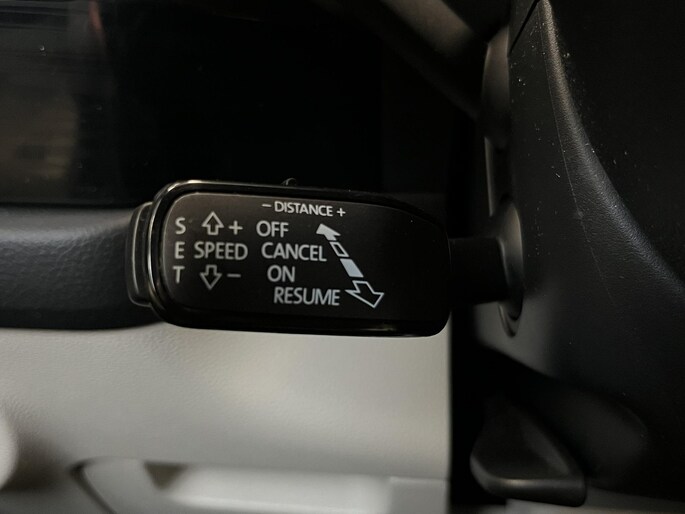 - DISTANCE +
S + OFF
E SPEED CANCEL
T - ON
RESUME